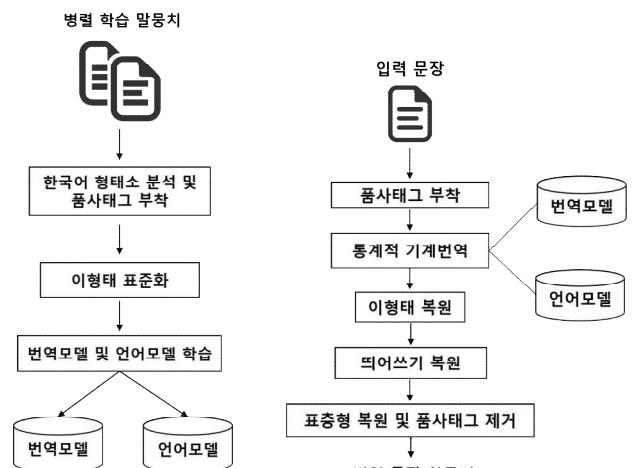 병렬 학습 말뭉치
한국어 형태소 분석 및
품사태그 부착
이형태 표준화
번역모델 및 언어모델 학습
번역모델
언어모델
입력 문장
품사태그 부착
통계적 기계번역
번역모델
언어모델
이형태 복원
띄어쓰기 복원
표층형 복원 및 품사태그 제거